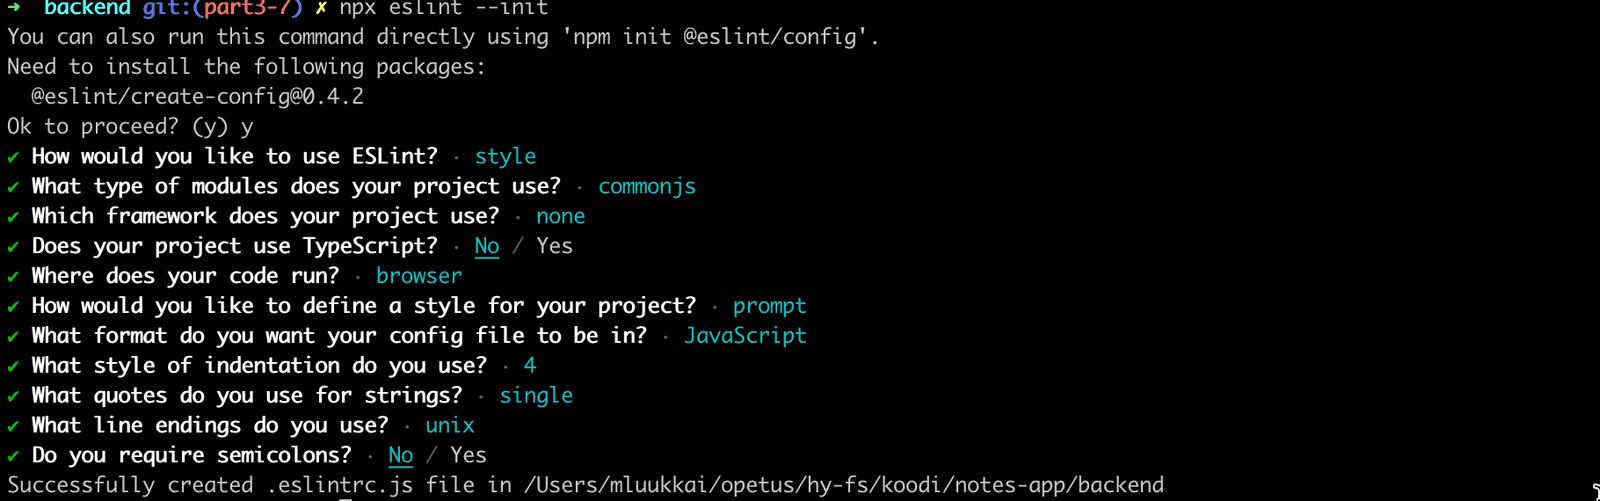 → backend git:(part3-7) ✗ npx eslint --init
You can also run this command directly using 'npm init @eslint/config'.
Need to install the following packages:
@eslint/create-config@0.4.2
Ok to proceed? (y) y
✔ How would you like to use ESLint? · style
✔ What type of modules does your project use? · commonjs
✔ Which framework does your project use? · none
✔ Does your project use TypeScript? · No / Yes
✔ Where does your code run? · browser
✔ How would you like to define a style for your project? · prompt
✔ What format do you want your config file to be in? · JavaScript
✔ What style of indentation do you use? · 4
✔ What quotes do you use for strings? · single
✔ What line endings do you use? · unix
✔ Do you require semicolons? · No / Yes
Successfully created .eslintrc.js file in /Users/mluukkai/opetus/hy-fs/koodi/notes-app/backend